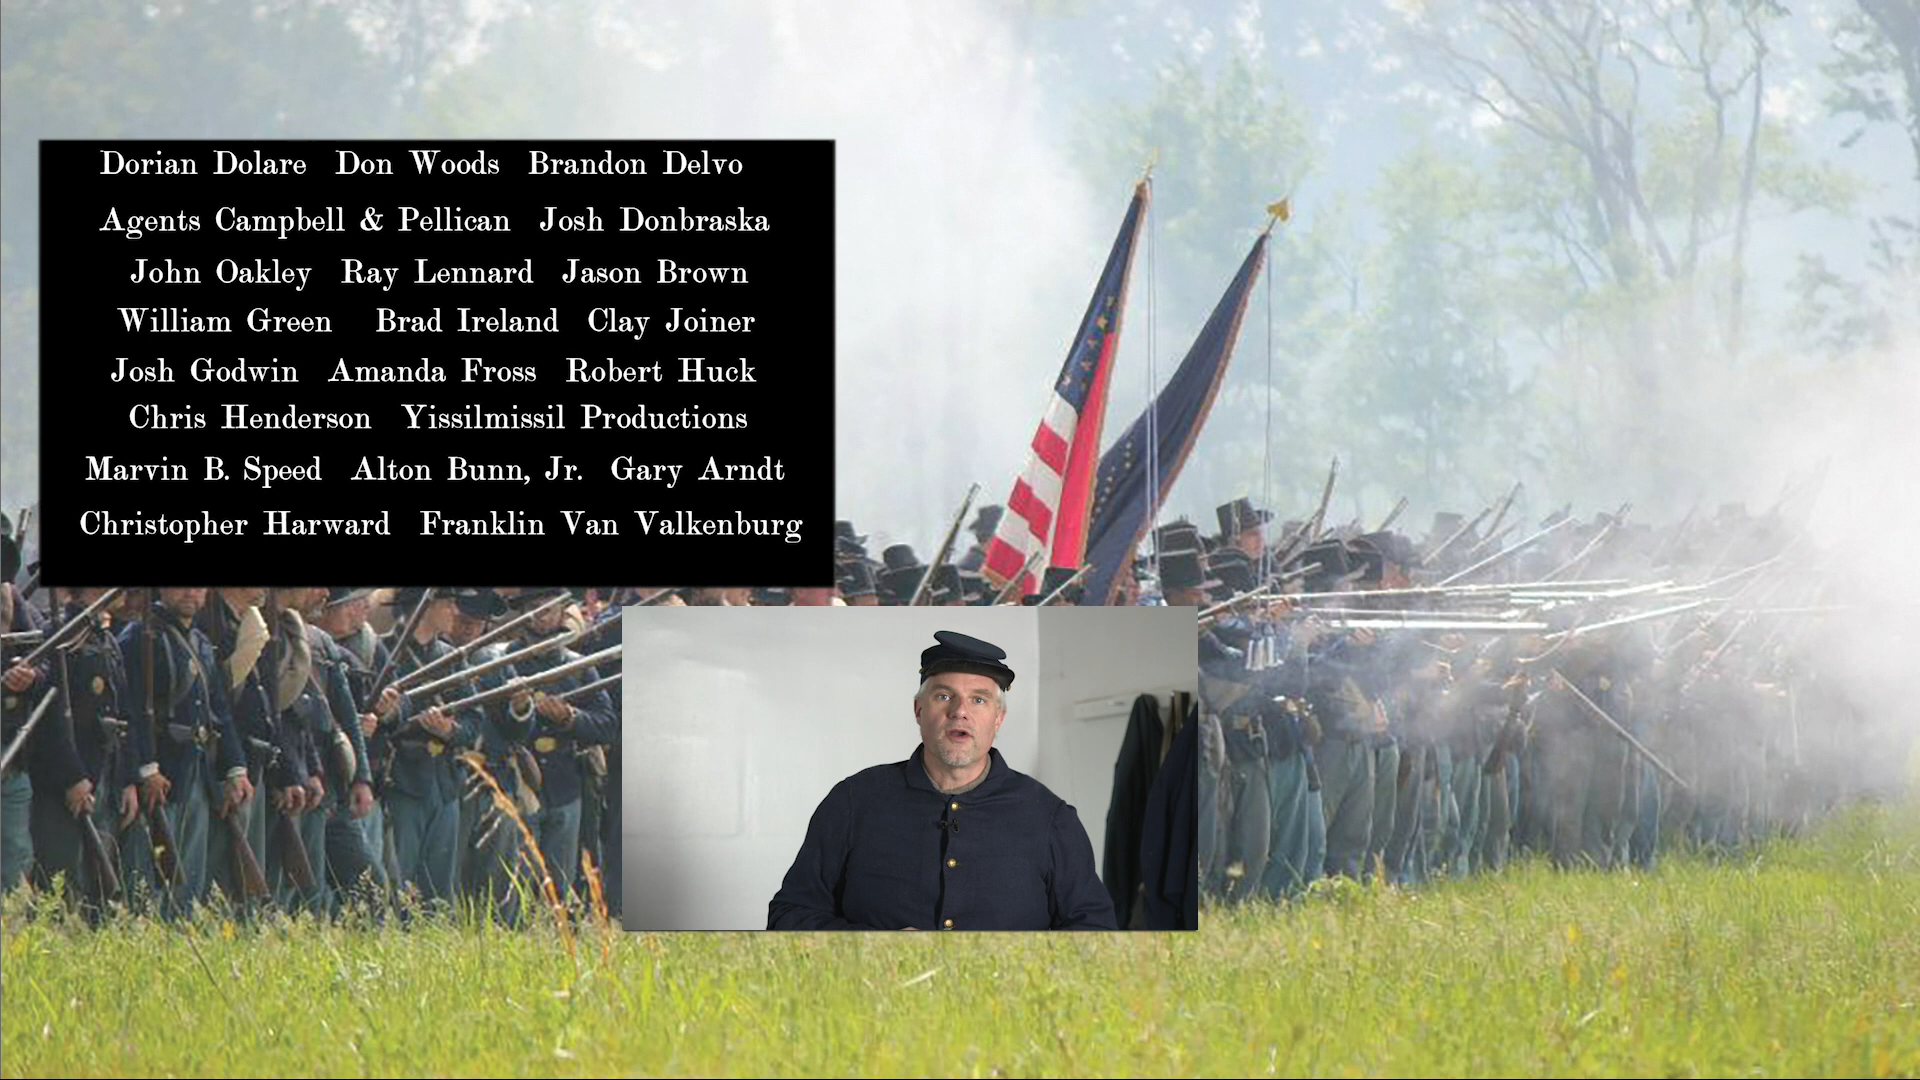 Dorian Dolare Don Woods Brandon Delvo
Agents Campbell & Pellican Josh Donbraska
John Oakley Ray Lennard Jason Brown
William Green Brad Ireland Clay Joiner
Josh Godwin Amanda Fross Robert Huck
Chris Henderson Yissilmissil Productions
Marvin B. Speed Alton Bunn, Jr. Gary Arndt
Christopher Harward Franklin Van Valkenburg